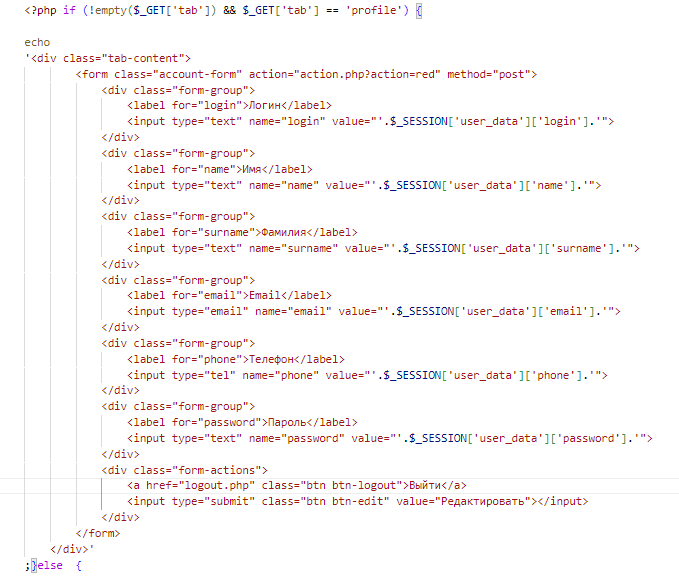 <?php if (!empty($_GET['tab']) && $_GET['tab'] == 'profile') {
echo
'<div class="tab-content">
<form class="account-form" action="action.php?action=red" method="post">
<div class="form-group">
<label for="login">Логин</label>
<input type="text" name="login" value="'.$_SESSION['user_data']['login'].'">
</div>
<div class="form-group">
<label for="name">Имя</label>
<input type="text" name="name" value="'.$_SESSION['user_data']['name'].'">
</div>
<div class="form-group">
<label for="surname">Фамилия</label>
<input type="text" name="surname" value="'.$_SESSION['user_data']['surname'].'">
</div>
<div class="form-group">
<label for="email">Email</label>
<input type="email" name="email" value="'.$_SESSION['user_data']['email'].'">
</div>
<div class="form-group">
<label for="phone">Телефон</label>
<input type="tel" name="phone" value="'.$_SESSION['user_data']['phone'].'">
</div>
<div class="form-group">
<label for="password">Пароль</label>
<input type="text" name="password" value="'.$_SESSION['user_data']['password'].'">
</div>
<div class="form-actions">
<a href="logout.php" class="btn btn-logout">Выйти</a>
<input type="submit" class="btn btn-edit" value="Редактировать"></input>
</div>
</form>
</div>'
;}else {